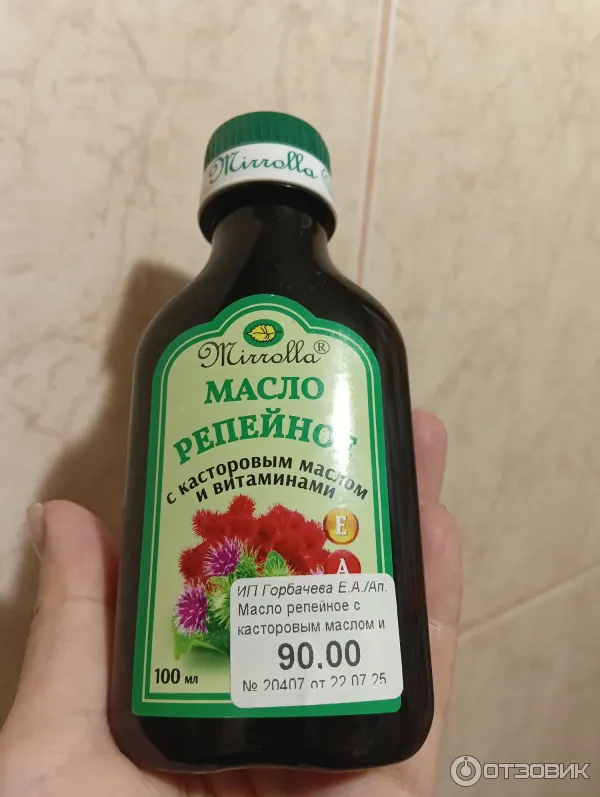 Mirrolla
Mirrolla®
МАСЛО
РЕПЕЙНОЕ
с касторовым маслом
и витаминами
E
A
ИП Горбачева Е.А./Ап.
Масло репейное с
касторовым маслом и
90.00
№ 20407 от 22.07.25
100 мл
ОТЗОВИК